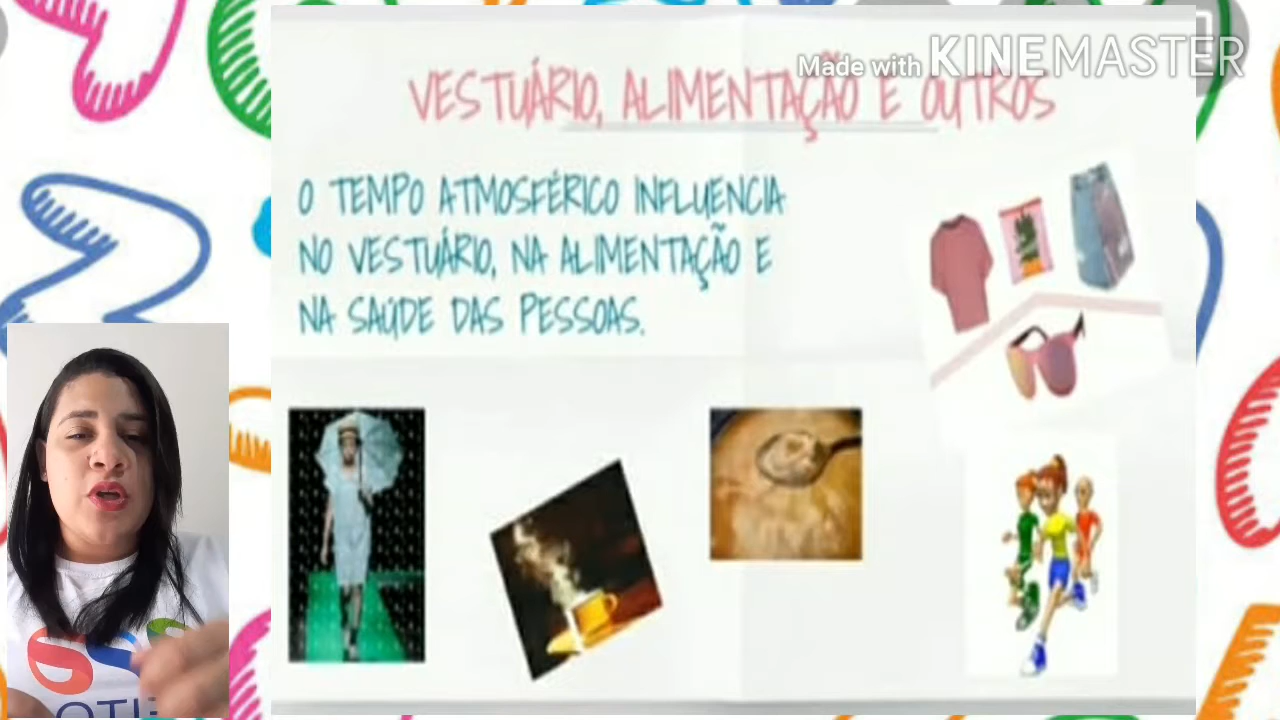 Made with KINEMASTER
VESTUÁRIO, ALIMENTAÇÃO E OUTROS
O TEMPO ATMOSFÉRICO INFLUENCIA
NO VESTUÁRIO, NA ALIMENTAÇÃO E
NA SAÚDE DAS PESSOAS.